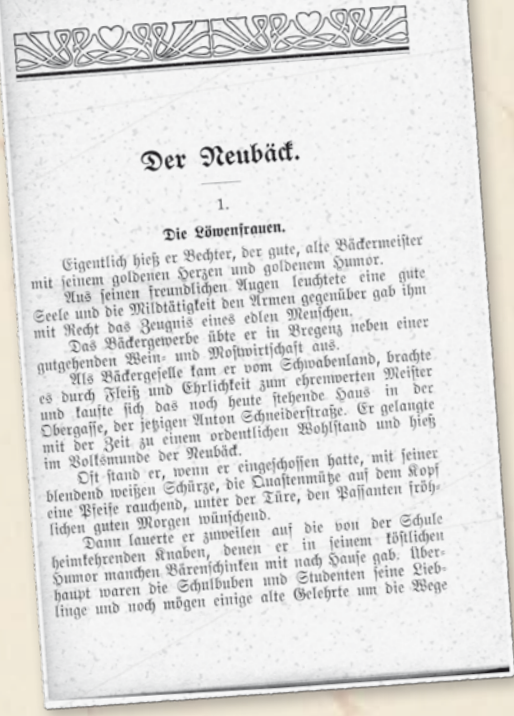 Der Neubäck.
1.
Die Löwenfrauen.
Eigentlich hieß er Bechter, der gute, alte Bäckermeister
mit seinem goldenen Herzen und goldenem Humor.
Aus seinen freundlichen Augen leuchtete eine gute
Seele und die Mildtätigkeit den Armen gegenüber gab ihm
mit Recht das Zeugnis eines edlen Menschen.
Das Bäckergewerbe übte er in Bregenz neben einer
gutgehenden Wein- und Mostwirtschaft aus.
Als Bäckergeselle kam er vom Schwabenland, brachte
es durch Fleiß und Ehrlichkeit zum ehrenwerten Meister
und kaufte sich das noch heute stehende Haus in der
Obergasse, der jetzigen Anton Schneiderstraße. Er gelangte
mit der Zeit zu einem ordentlichen Wohlstand und hieß
im Volksmunde der Neubäck.
Oft stand er, wenn er eingeschossen hatte, mit seiner
blendend weißen Schürze, die Quastenmütze auf dem Kopf
eine Pfeife rauchend, unter der Türe, den Passanten fröh-
lichen guten Morgen wünschend.
Dann lauerte er zuweilen auf die von der Schule
heimkehrenden Knaben, denen er in seinem köstlichen
Humor manchen Bärenschinken mit nach Hause gab. Über-
haupt waren die Schulbuben und Studenten seine Lieb-
linge und noch mögen einige alte Gelehrte um die Wege